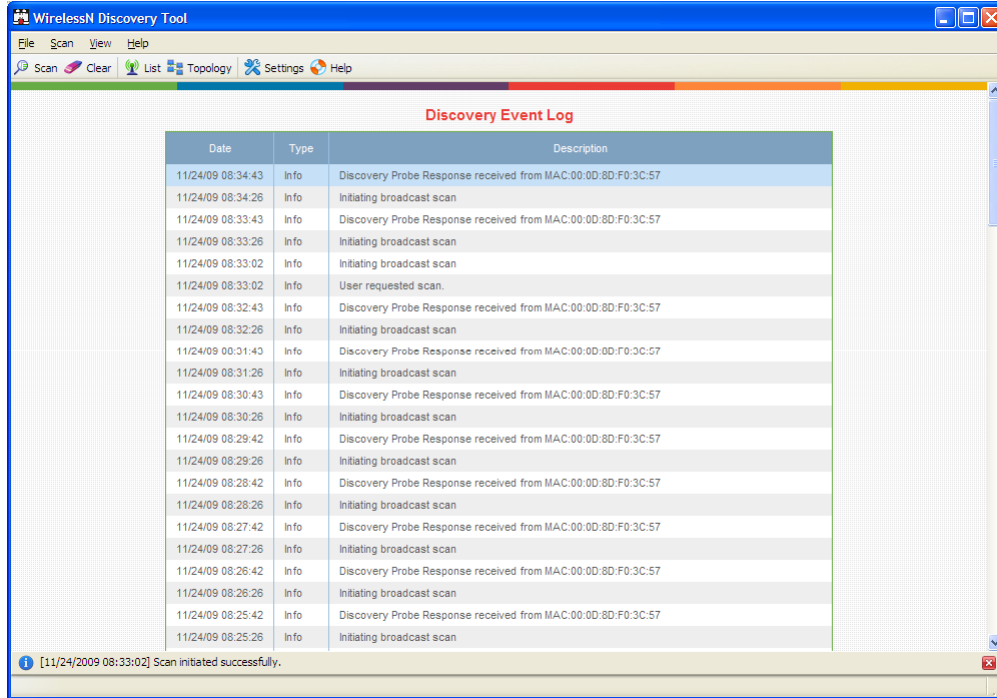 WirelessN Discovery Tool
File Scan View Help
Scan Clear List Topology Settings Help
Discovery Event Log
Date Type Description
11/24/09 08:34:43 Info Discovery Probe Response received from MAC:00:0D:8D:F0:3C:57
11/24/09 08:34:26 Info Initiating broadcast scan
11/24/09 08:33:43 Info Discovery Probe Response received from MAC:00:0D:8D:F0:3C:57
11/24/09 08:33:26 Info Initiating broadcast scan
11/24/09 08:33:02 Info Initiating broadcast scan
11/24/09 08:33:02 Info User requested scan.
11/24/09 08:32:43 Info Discovery Probe Response received from MAC:00:0D:8D:F0:3C:57
11/24/09 08:32:26 Info Initiating broadcast scan
11/24/09 08:31:43 Info Discovery Probe Response received from MAC:00:0D:8D:F0:3C:57
11/24/09 08:31:26 Info Initiating broadcast scan
11/24/09 08:30:43 Info Discovery Probe Response received from MAC:00:0D:8D:F0:3C:57
11/24/09 08:30:26 Info Initiating broadcast scan
11/24/09 08:29:42 Info Discovery Probe Response received from MAC:00:0D:8D:F0:3C:57
11/24/09 08:29:26 Info Initiating broadcast scan
11/24/09 08:28:42 Info Discovery Probe Response received from MAC:00:0D:8D:F0:3C:57
11/24/09 08:28:26 Info Initiating broadcast scan
11/24/09 08:27:42 Info Discovery Probe Response received from MAC:00:0D:8D:F0:3C:57
11/24/09 08:27:26 Info Initiating broadcast scan
11/24/09 08:26:42 Info Discovery Probe Response received from MAC:00:0D:8D:F0:3C:57
11/24/09 08:26:26 Info Initiating broadcast scan
11/24/09 08:25:42 Info Discovery Probe Response received from MAC:00:0D:8D:F0:3C:57
11/24/09 08:25:26 Info Initiating broadcast scan
[11/24/2009 08:33:02] Scan initiated successfully.